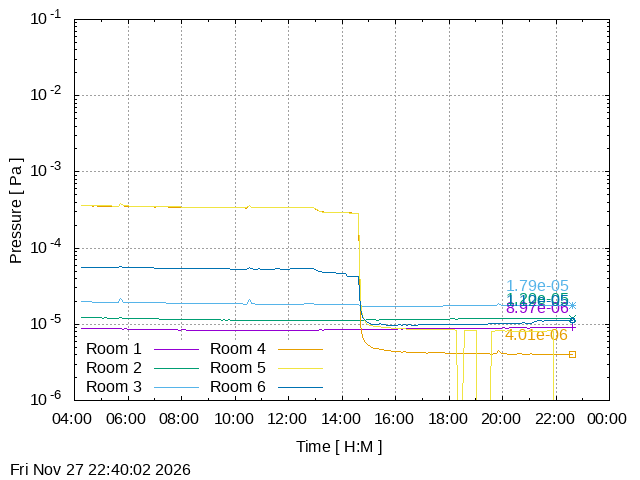 10^-1
10^-2
10^-3
10^-4
10^-5
10^-6
Pressure [ Pa ]
1.79e-05
8.97e-06
4.01e-06
Room 1 Room 4
Room 2 Room 5
Room 3 Room 6
04:00 06:00 08:00 10:00 12:00 14:00 16:00 18:00 20:00 22:00 00:00
Time [ H:M ]
Fri Nov 27 22:40:02 2026